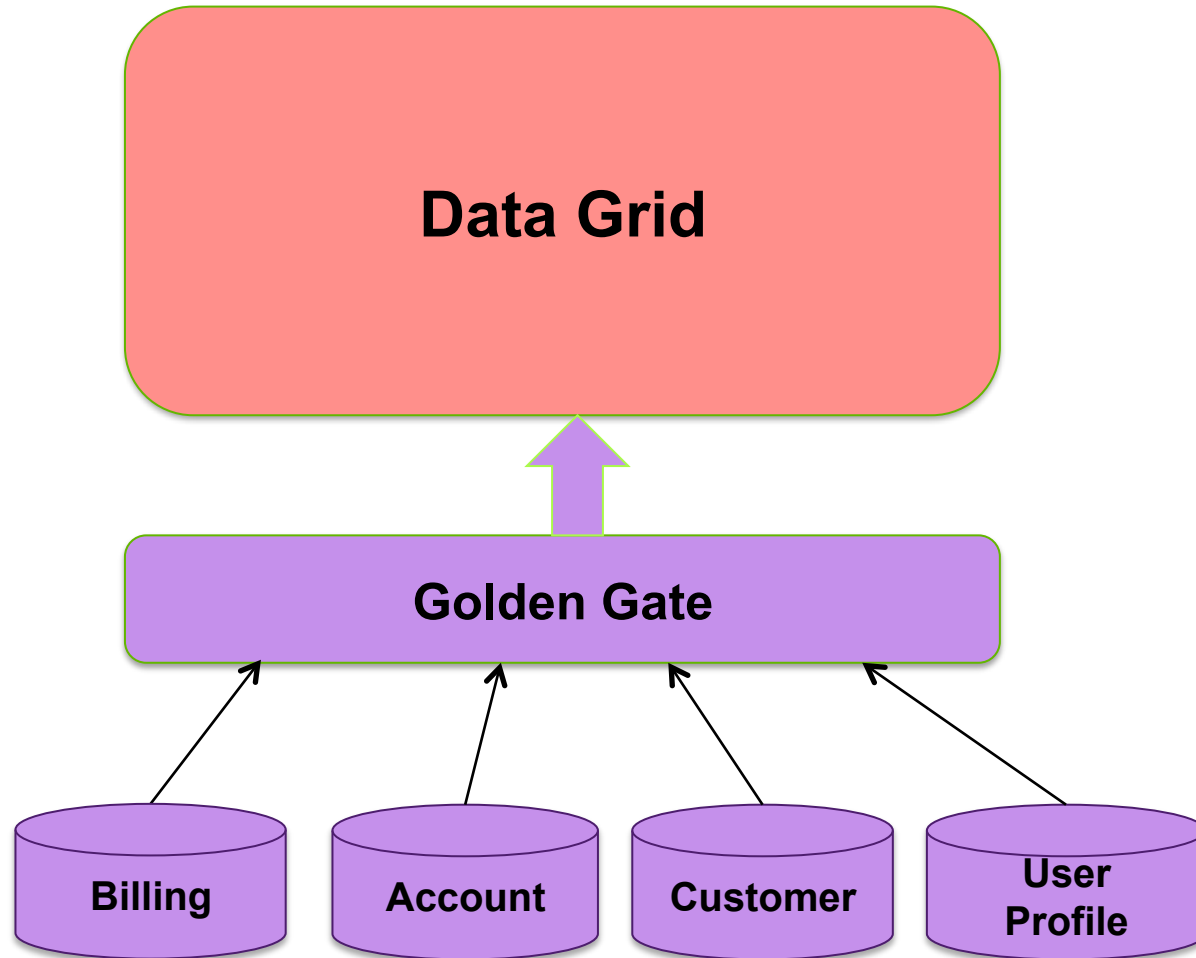 Data Grid
Golden Gate
Billing
Account
Customer
User
Profile